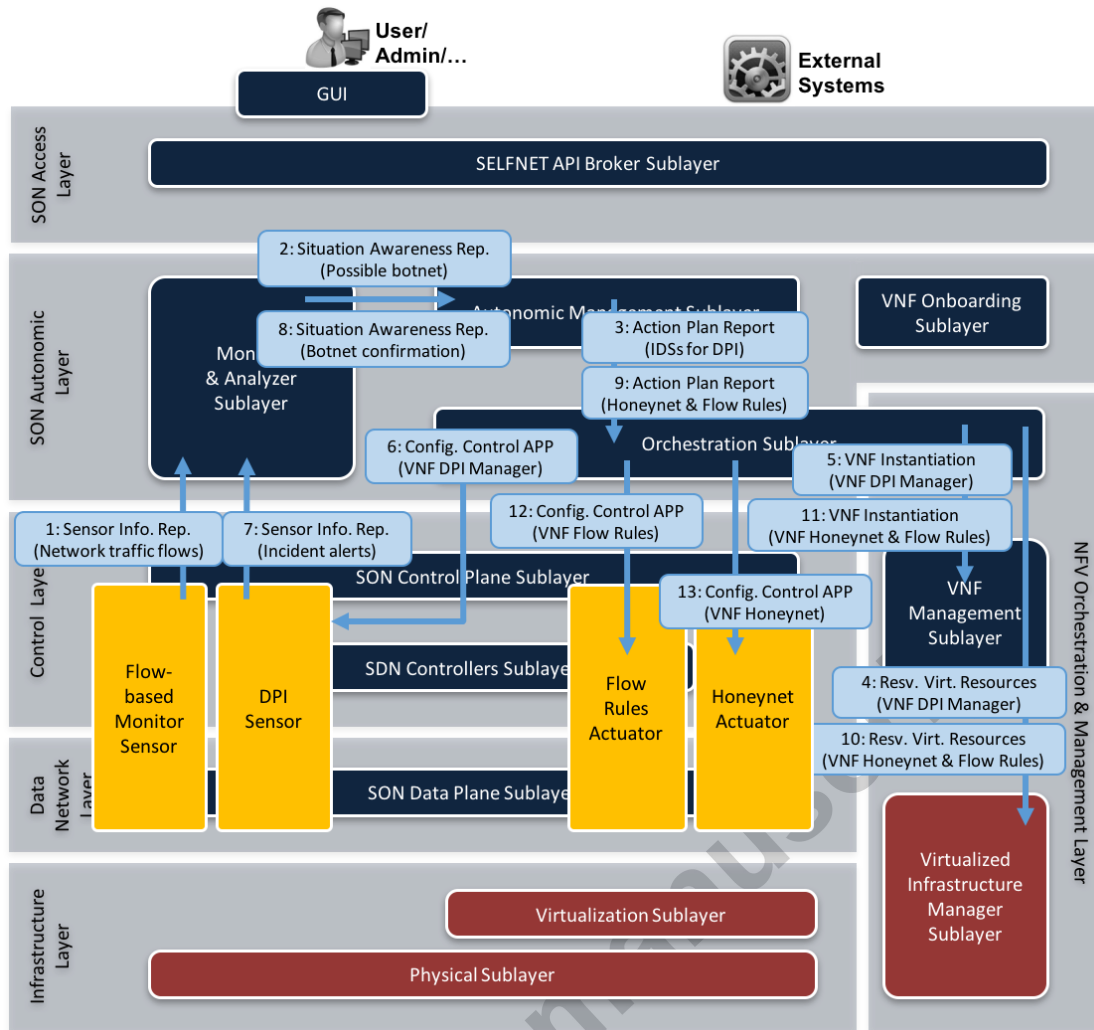 User/
Admin/...
External
Systems
GUI
SON Access
Layer
SELFNET API Broker Sublayer
2: Situation Awareness Rep.
(Possible botnet)
SON Autonomic
Layer
Autonomic Management Sublayer
VNF Onboarding
Sublayer
8: Situation Awareness Rep.
(Botnet confirmation)
3: Action Plan Report
(IDSs for DPI)
& Analyzer
Sublayer
9: Action Plan Report
(Honeynet & Flow Rules)
Orchestration Sublayer
6: Config. Control APP
(VNF DPI Manager)
5: VNF Instantiation
(VNF DPI Manager)
1: Sensor Info. Rep.
(Network traffic flows)
7: Sensor Info. Rep.
(Incident alerts)
12: Config. Control APP
(VNF Flow Rules)
11: VNF Instantiation
(VNF Honeynet & Flow Rules)
Control Layer
SON Control Plane Sublayer
13: Config. Control APP
(VNF Honeynet)
VNF
Management
Sublayer
NFV Orchestration & Management Layer
SDN Controllers Sublayer
Flow-
based
Monitor
Sensor
DPI
Sensor
Flow
Rules
Actuator
Honeynet
Actuator
4: Resv. Virt. Resources
(VNF DPI Manager)
10: Resv. Virt. Resources
(VNF Honeynet & Flow Rules)
Data
Network
Layer
SON Data Plane Sublayer
Virtualized
Infrastructure
Manager
Sublayer
Infrastructure
Layer
Virtualization Sublayer
Physical Sublayer